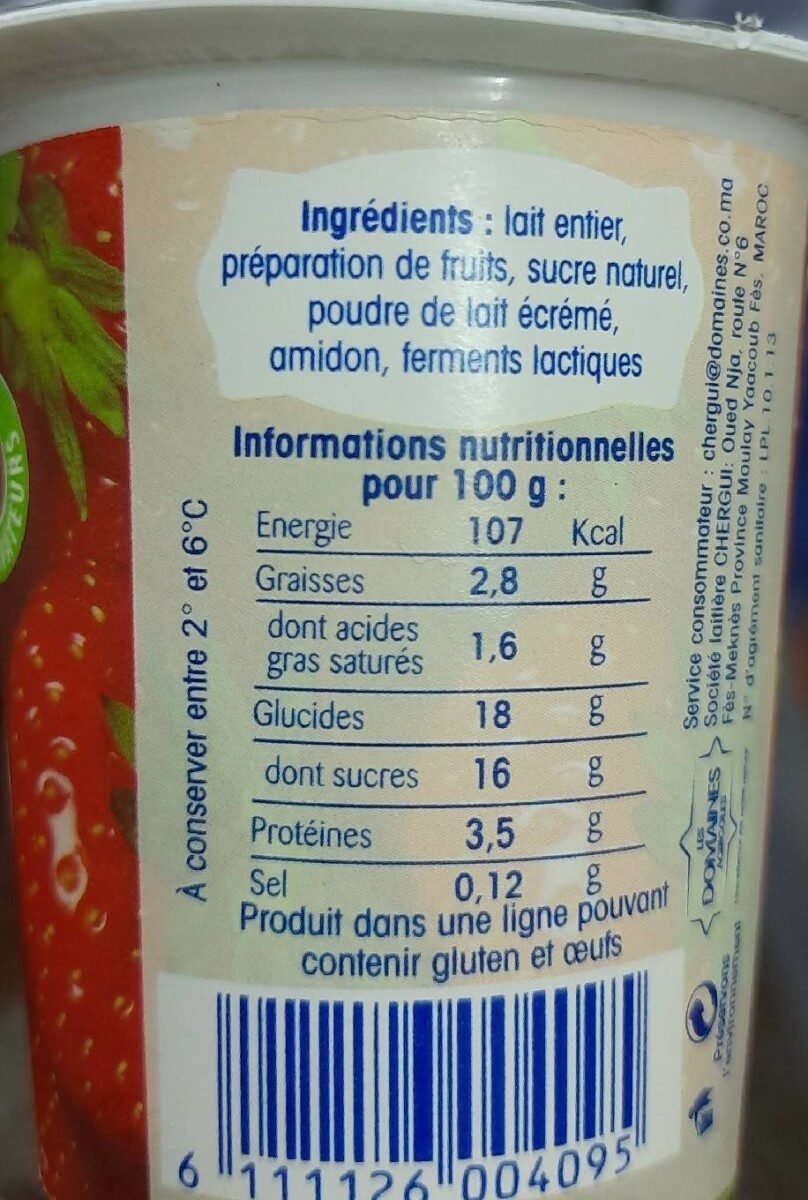 Ingrédients : lait entier,
préparation de fruits, sucre naturel,
poudre de lait écrémé,
amidon, ferments lactiques
Informations nutritionnelles
pour 100 g :
Energie 107 Kcal
Graisses 2,8 g
dont acides
gras saturés 1,6 g
Glucides 18 g
dont sucres 16 g
Protéines 3,5 g
Sel 0,12 g
Produit dans une ligne pouvant
contenir gluten et œufs
À conserver entre 2° et 6°C
Service consommateur : chergui@domaines.co.ma
Société laitière CHERGUI: Oued Nja, route N°6
Fès-Meknès Province Moulay Yaacoub Fès, MAROC
N° d'agrément sanitaire : LPL.10.1.13
LES
DOMAINES
AGRICOLES
Préservons
l'environnement
6 111126 004095